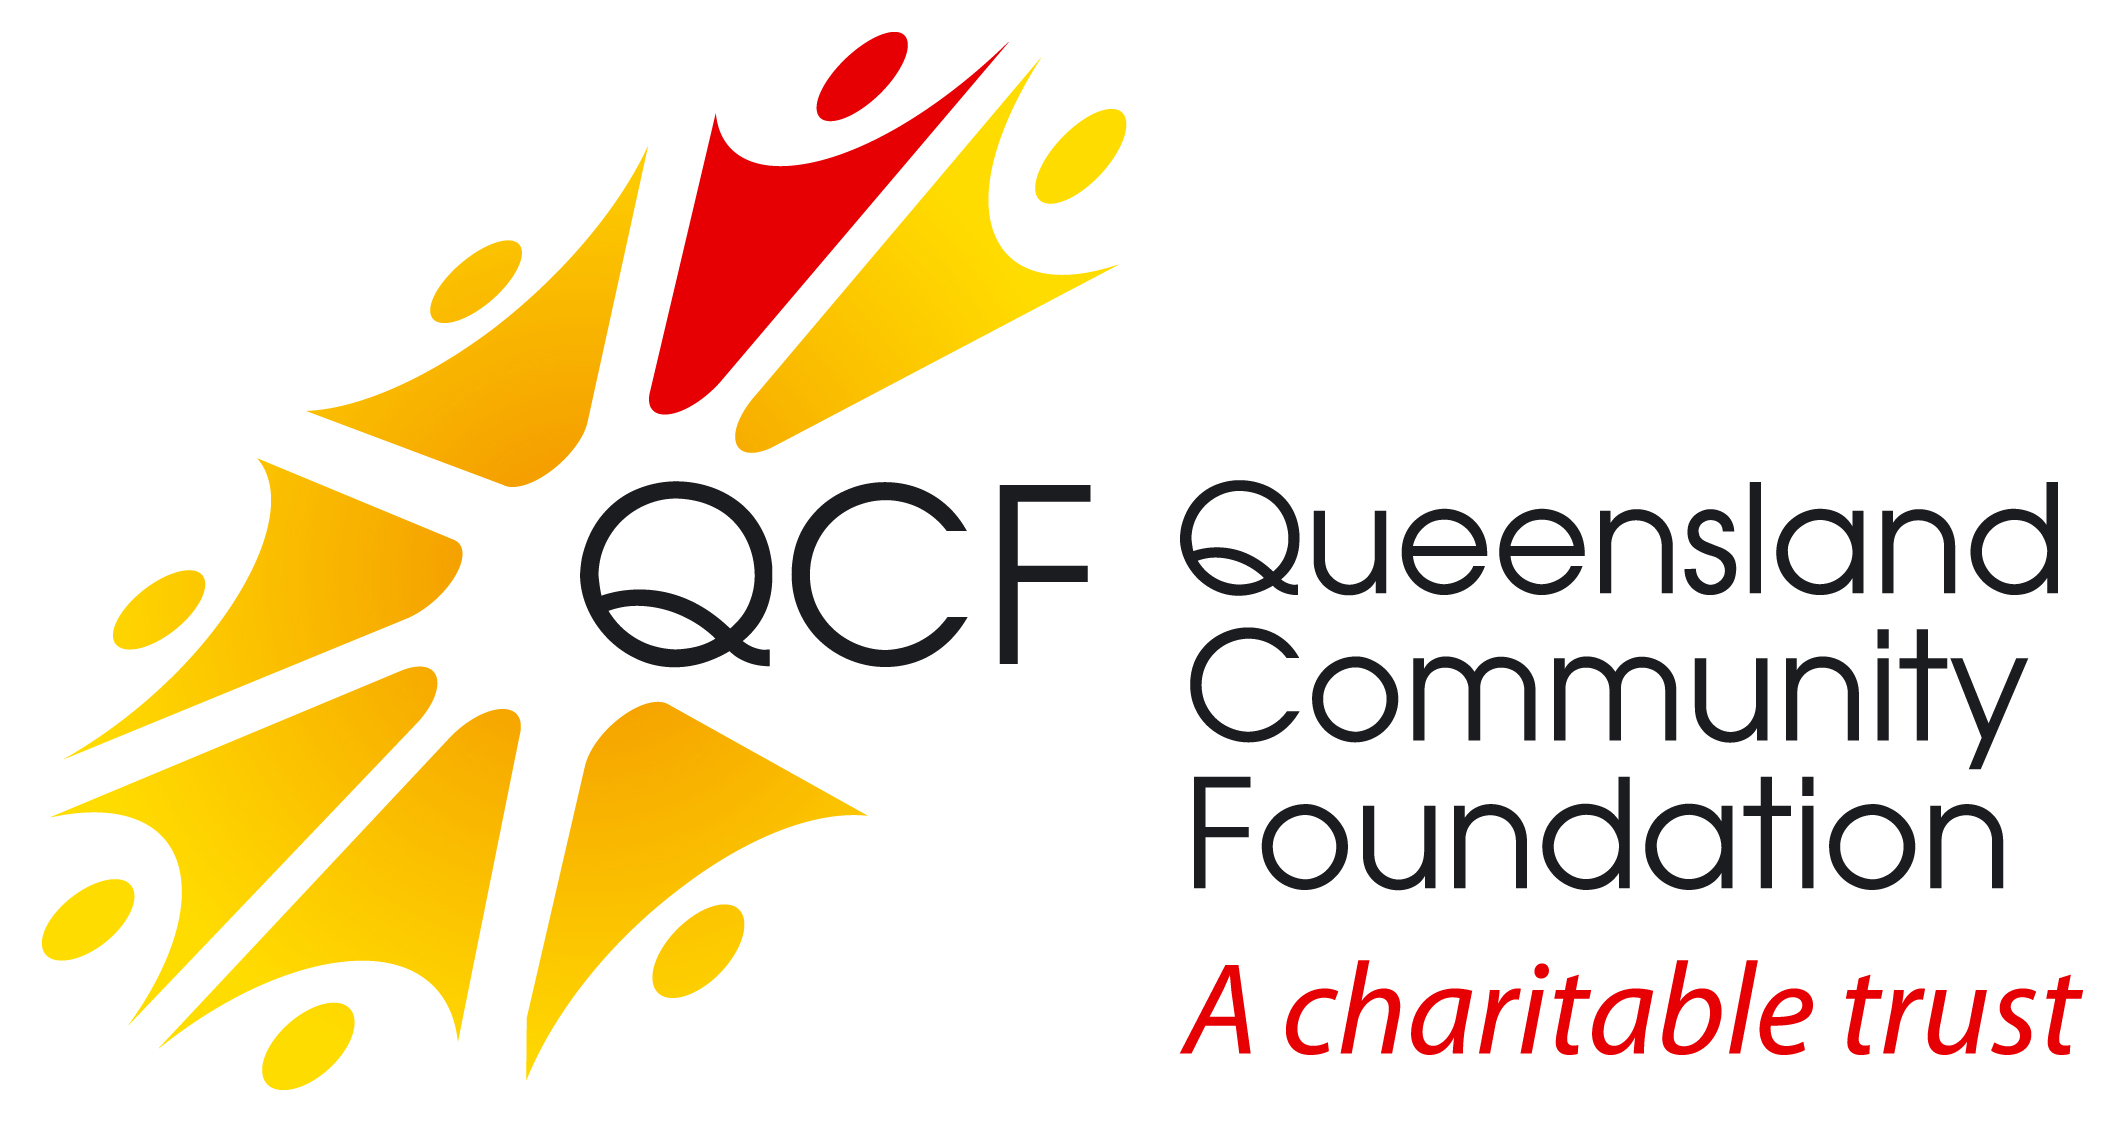 QCF
Queensland
Community
Foundation
A charitable trust